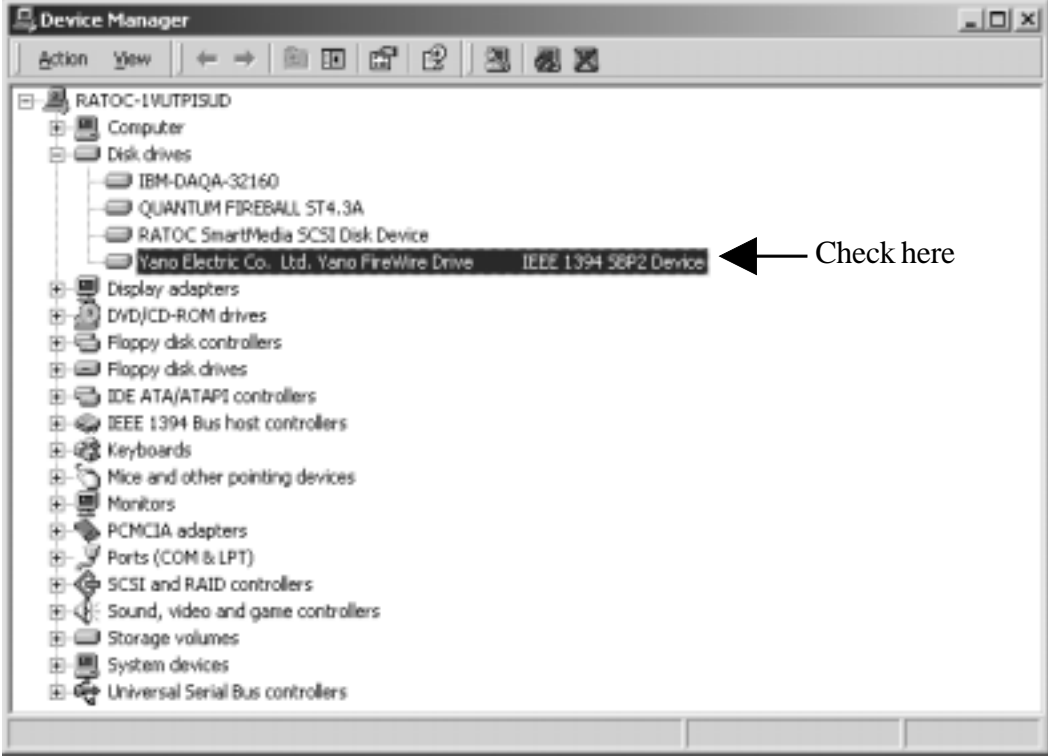 Device Manager
Action View
RATOC-1VUTPISUD
Computer
Disk drives
IBM-DAQA-32160
QUANTUM FIREBALL ST4.3A
RATOC SmartMedia SCSI Disk Device
Yano Electric Co. Ltd. Yano FireWire Drive IEEE 1394 SBP2 Device
Check here
Display adapters
DVD/CD-ROM drives
Floppy disk controllers
Floppy disk drives
IDE ATA/ATAPI controllers
IEEE 1394 Bus host controllers
Keyboards
Mice and other pointing devices
Monitors
PCMCIA adapters
Ports (COM & LPT)
SCSI and RAID controllers
Sound, video and game controllers
Storage volumes
System devices
Universal Serial Bus controllers